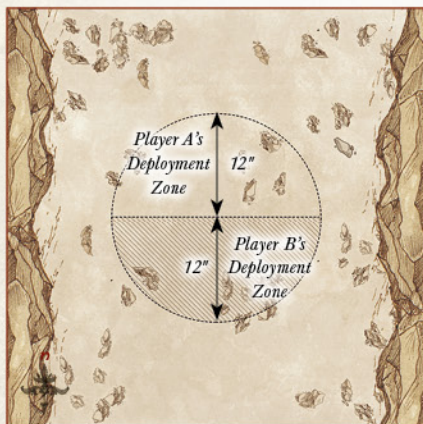 Player A's
Deployment
Zone
12"
12"
Player B's
Deployment
Zone